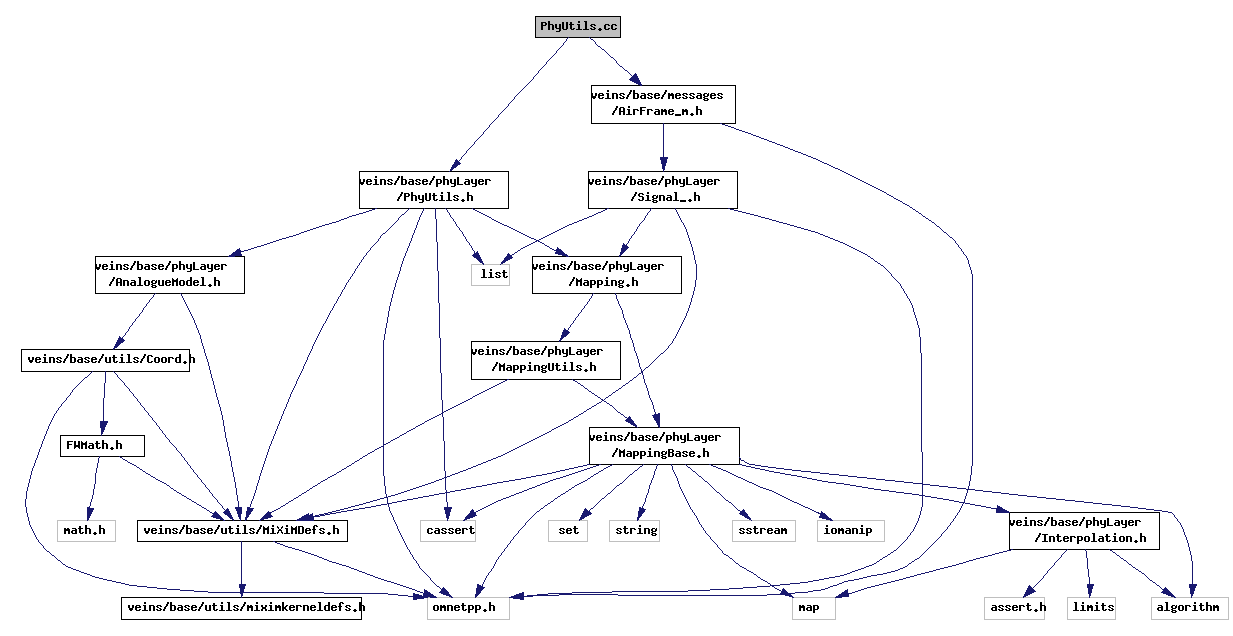 PhyUtils.cc
veins/base/messages
/AirFrame_m.h
veins/base/phyLayer
/PhyUtils.h
veins/base/phyLayer
/Signal_.h
veins/base/phyLayer
/AnalogueModel.h
list
veins/base/phyLayer
/Mapping.h
veins/base/utils/Coord.h
veins/base/phyLayer
/MappingUtils.h
FWMath.h
veins/base/phyLayer
/MappingBase.h
math.h
veins/base/utils/MiXiMDefs.h
cassert
set
string
sstream
iomanip
veins/base/phyLayer
/Interpolation.h
veins/base/utils/miximkerneldefs.h
omnetpp.h
map
assert.h
limits
algorithm